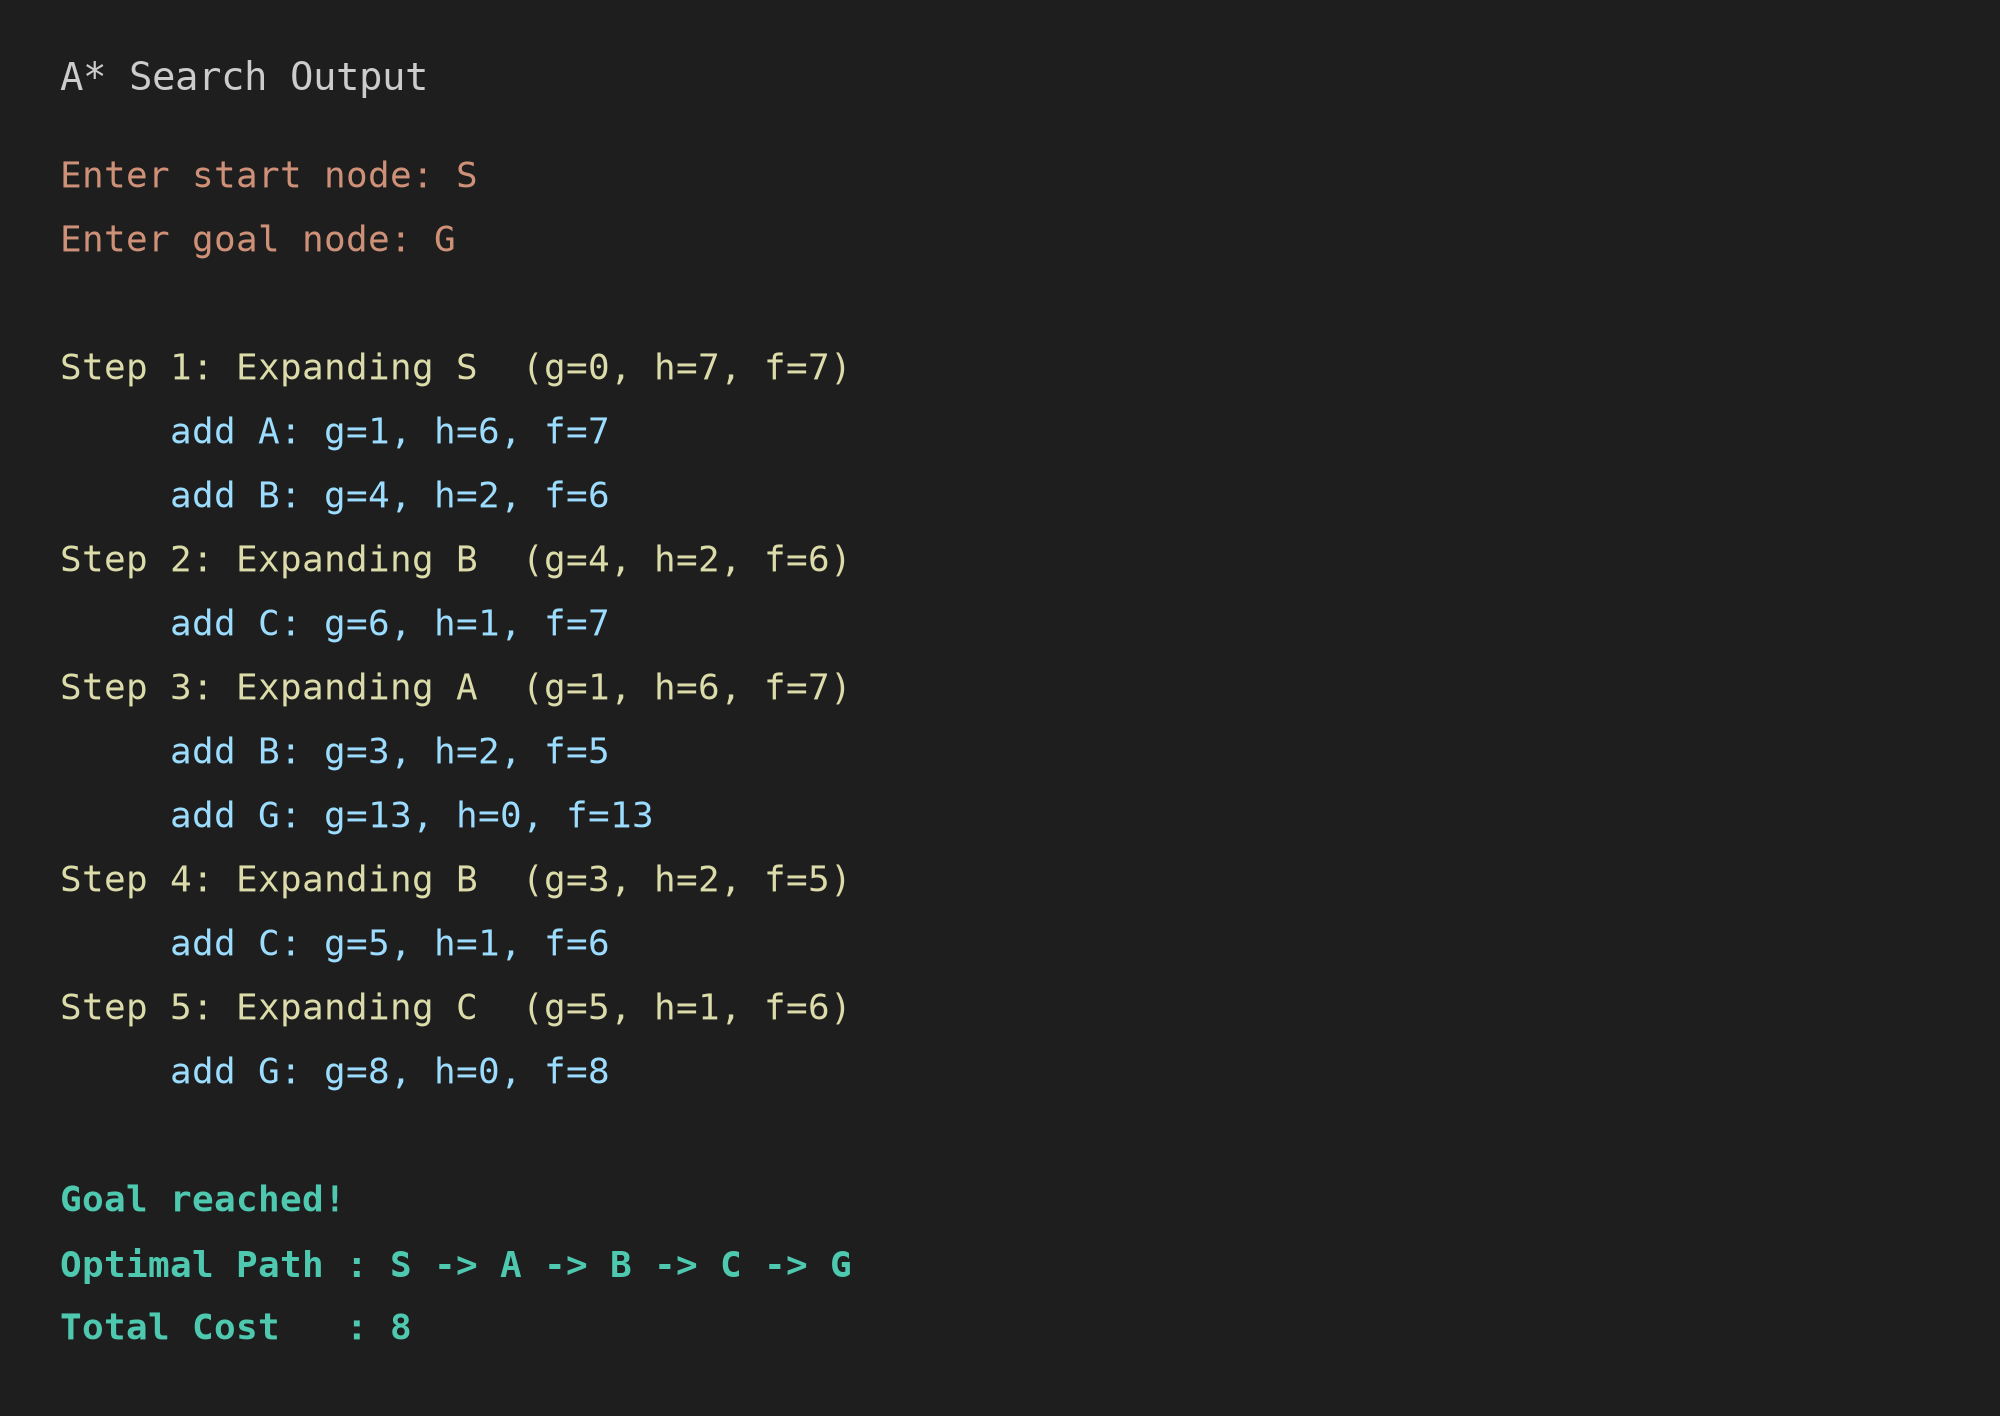 A* Search Output
Enter start node: S
Enter goal node: G
Step 1: Expanding S  (g=0, h=7, f=7)
     add A: g=1, h=6, f=7
     add B: g=4, h=2, f=6
Step 2: Expanding B  (g=4, h=2, f=6)
     add C: g=6, h=1, f=7
Step 3: Expanding A  (g=1, h=6, f=7)
     add B: g=3, h=2, f=5
     add G: g=13, h=0, f=13
Step 4: Expanding B  (g=3, h=2, f=5)
     add C: g=5, h=1, f=6
Step 5: Expanding C  (g=5, h=1, f=6)
     add G: g=8, h=0, f=8
Goal reached!
Optimal Path : S -> A -> B -> C -> G
Total Cost   : 8